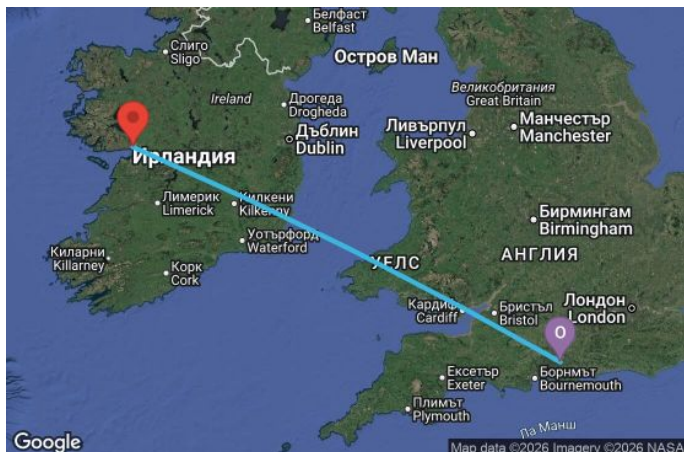 Белфаст
Belfast
Слиго
Sligo
Остров Ман
Ireland
Дрогеда
Drogheda
Великобритания
Great Britain
Дъблин
Dublin
Ливърпул
Liverpool
Манчестър
Manchester
Ирландия
Лимерик
Limerick
Килкени
Kilkenny
Бирмингам
Birmingham
Уотърфорд
Waterford
Киларни
Killarney
Корк
Cork
УЕЛС
АНГЛИЯ
Кардиф
Cardiff
Бристъл
Bristol
Лондон
London
O
Ексетър
Exeter
Борнмът
Bournemouth
Плимът
Plymouth
Ла Манш
Google
Map data ©2026 Imagery ©2026 NASA